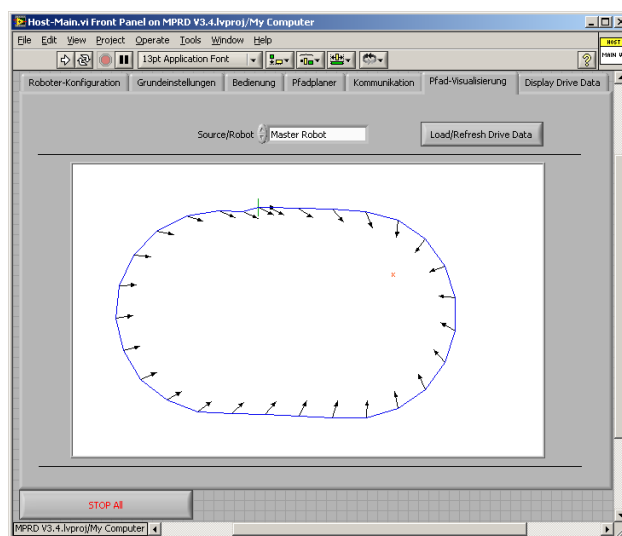 Host-Main.vi Front Panel on MPRD V3.4.lvproj/My Computer
File Edit View Project Operate Tools Window Help
13pt Application Font
HOST
MAIN V
Roboter-Konfiguration Grundeinstellungen Bedienung Pfadplaner Kommunikation Pfad-Visualisierung Display Drive Data
Source/Robot Master Robot Load/Refresh Drive Data
x
STOP All
MPRD V3.4.lvproj/My Computer